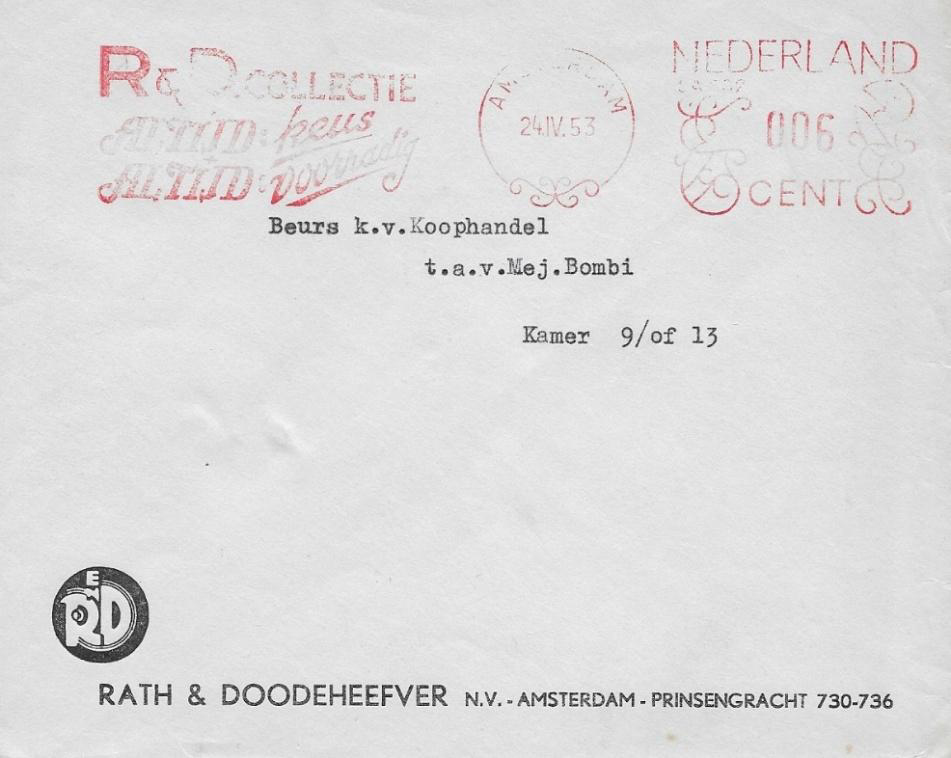 R & D COLLECTIE
ALTIJD: keus
ALTIJD: voorradig
AMSTERDAM
24.IV.53
NEDERLAND
006
CENT
Beurs k.v.Koophandel
t.a.v.Mej.Bombi
Kamer 9/of 13
E
RD
RATH & DOODEHEEFVER N.V. - AMSTERDAM - PRINSENGRACHT 730-736